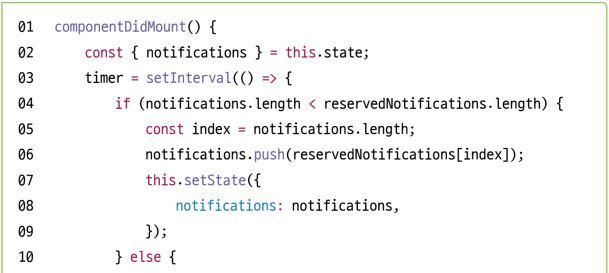 01 componentDidMount() {
02     const { notifications } = this.state;
03     timer = setInterval(() => {
04         if (notifications.length < reservedNotifications.length) {
05             const index = notifications.length;
06             notifications.push(reservedNotifications[index]);
07             this.setState({
08                 notifications: notifications,
09             });
10         } else {